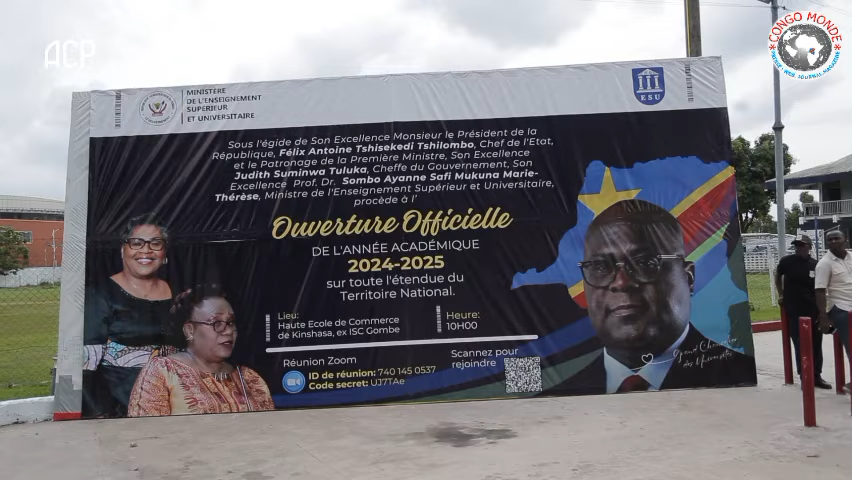 ACP
CONGO MONDE
MINISTÈRE
DE L'ENSEIGNEMENT
SUPÉRIEUR
ET UNIVERSITAIRE
ESU
Sous l'égide de Son Excellence Monsieur le Président de la
République, Félix Antoine Tshisekedi Tshilombo, Chef de l'Etat,
et le Patronage de la Première Ministre, Son Excellence
Judith Suminwa Tuluka, Cheffe du Gouvernement, Son
Excellence Prof. Dr. Sombo Ayanne Safi Mukuna Marie-
Thérèse, Ministre de l'Enseignement Supérieur et Universitaire,
procède à l'
Ouverture Officielle
DE L'ANNÉE ACADÉMIQUE
2024-2025
sur toute l'étendue du
Territoire National.
Lieu:
Haute Ecole de Commerce
de Kinshasa, ex ISC Gombe
Heure:
10H00
Réunion Zoom
ID de réunion: 740 145 0537
Code secret: UJ7TAe
Scannez pour
rejoindre